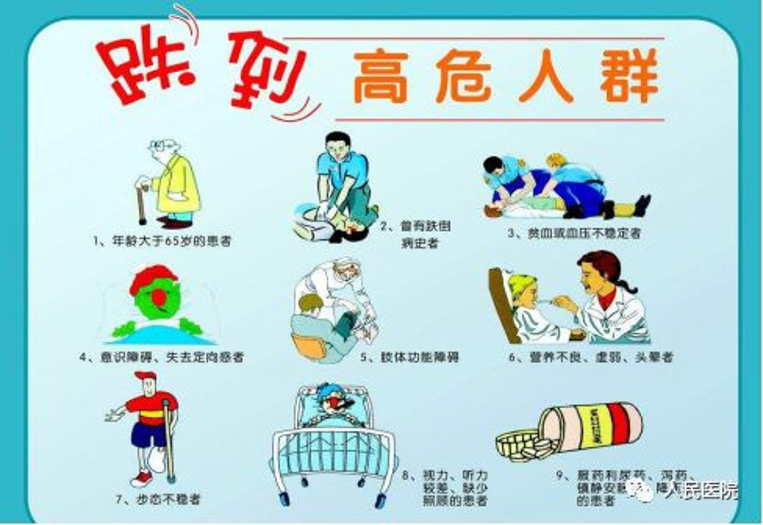 跌倒高危人群
1、年龄大于65岁的患者
2、曾有跌倒
病史者
3、贫血或血压不稳定者
4、意识障碍、失去定向感者
5、肢体功能障碍
6、营养不良、虚弱、头晕者
7、步态不稳者
8、视力、听力
较差、缺少
照顾的患者
9、服药利尿药、泻药、
镇静安
的患者
人民医院